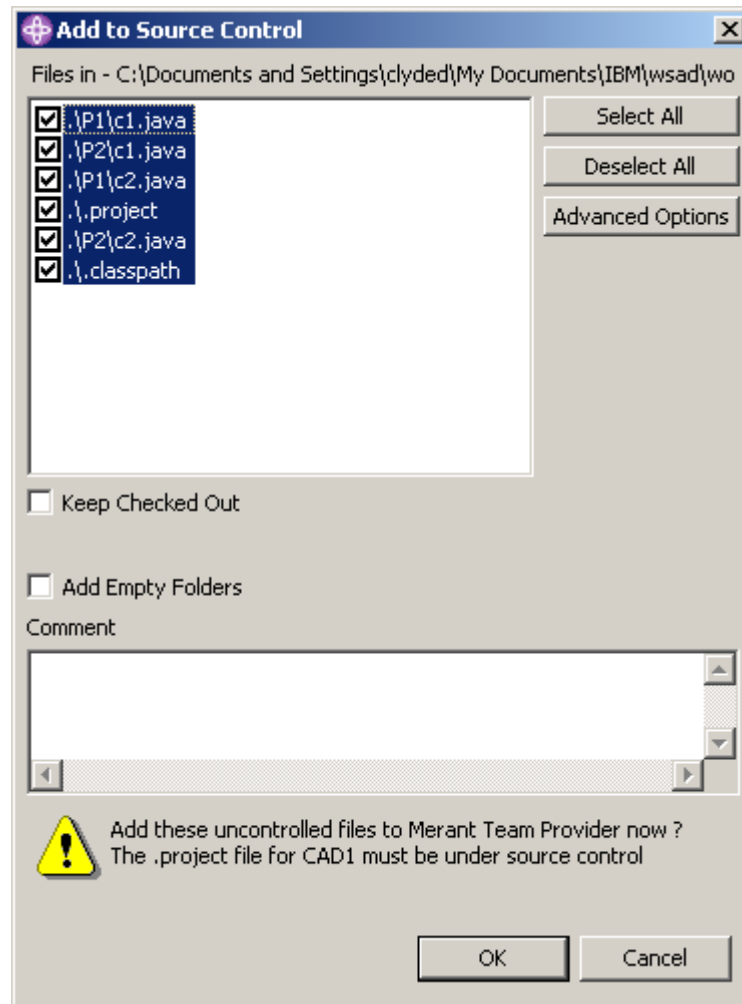 Add to Source Control
Files in - C:\Documents and Settings\clyded\My Documents\IBM\wsad\wo
.\P1\c1.java
.\P2\c1.java
.\P1\c2.java
.\.project
.\P2\c2.java
.\.classpath
Select All
Deselect All
Advanced Options
Keep Checked Out
Add Empty Folders
Comment
Add these uncontrolled files to Merant Team Provider now ?
The .project file for CAD1 must be under source control
OK
Cancel